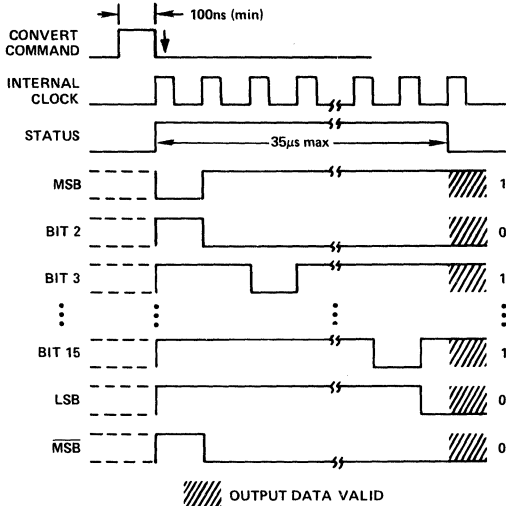 100ns (min)
CONVERT
COMMAND
INTERNAL
CLOCK
STATUS
35μs max
MSB 1
BIT 2 0
BIT 3 1
BIT 15 1
LSB 0
MSB 0
OUTPUT DATA VALID